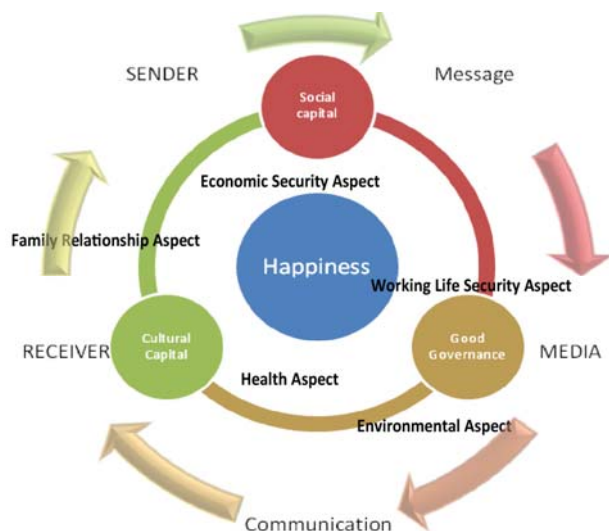 SENDER
Message
Social
capital
Economic Security Aspect
Family Relationship Aspect
Happiness
Working Life Security Aspect
RECEIVER
Cultural
Capital
Good
Governance
MEDIA
Health Aspect
Environmental Aspect
Communication